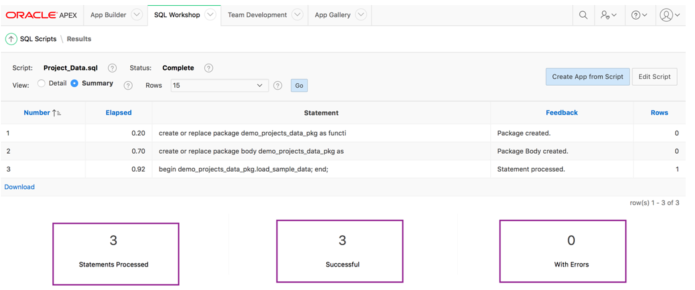 ORACLE APEX App Builder SQL Workshop Team Development App Gallery
SQL Scripts \ Results
Script: Project_Data.sql Status: Complete
View: Detail Summary Rows 15 Go Create App from Script Edit Script
Number Elapsed Statement Feedback Rows
1 0.20 create or replace package demo_projects_data_pkg as functi Package created. 0
2 0.70 create or replace package body demo_projects_data_pkg as Package Body created. 0
3 0.92 begin demo_projects_data_pkg.load_sample_data; end; Statement processed. 1
Download
row(s) 1 - 3 of 3
3 3 0
Statements Processed Successful With Errors